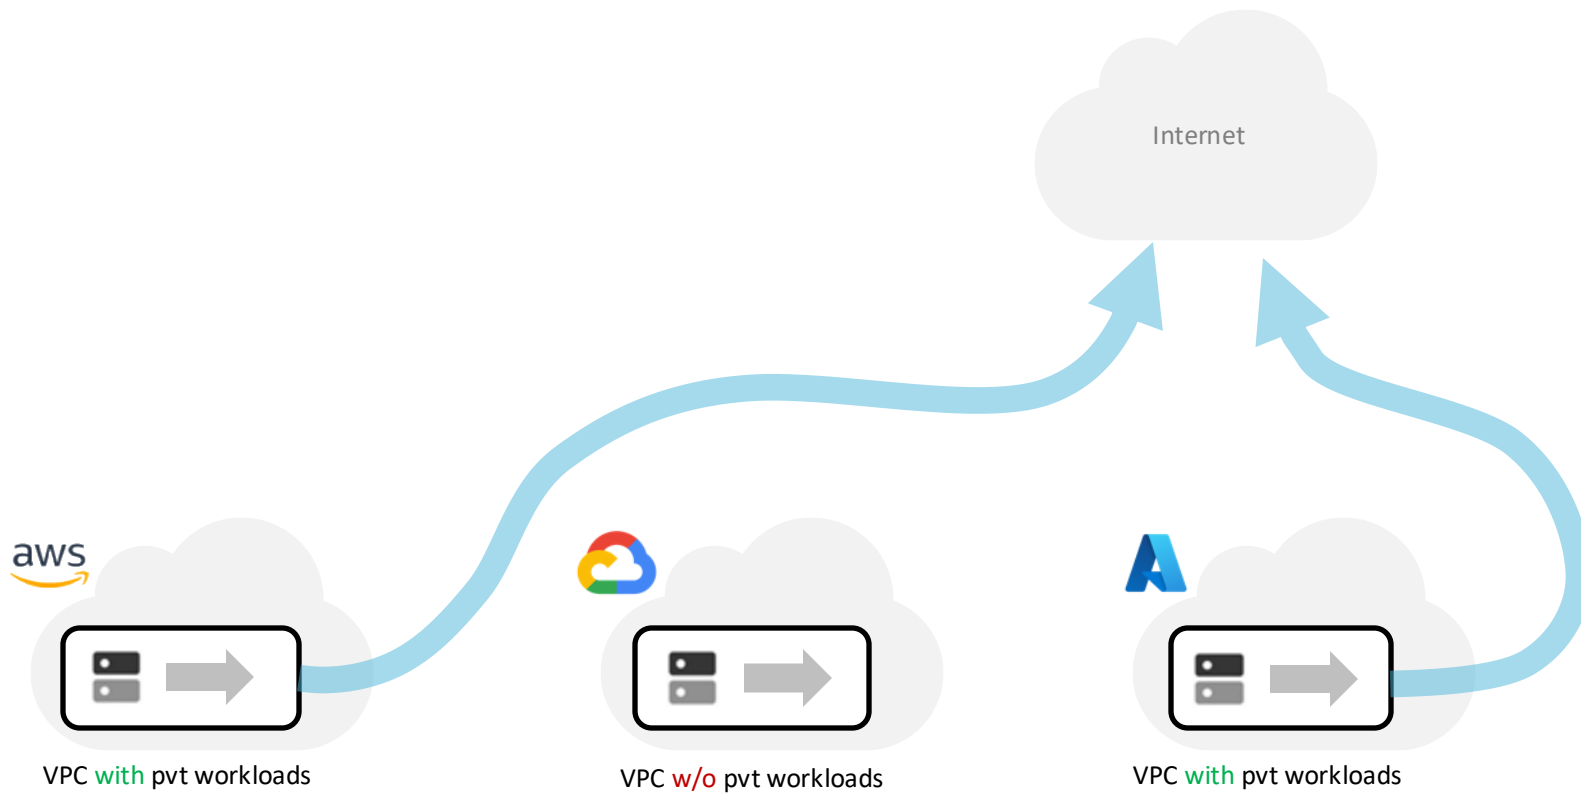 Internet
aws
VPC with pvt workloads
VPC w/o pvt workloads
VPC with pvt workloads